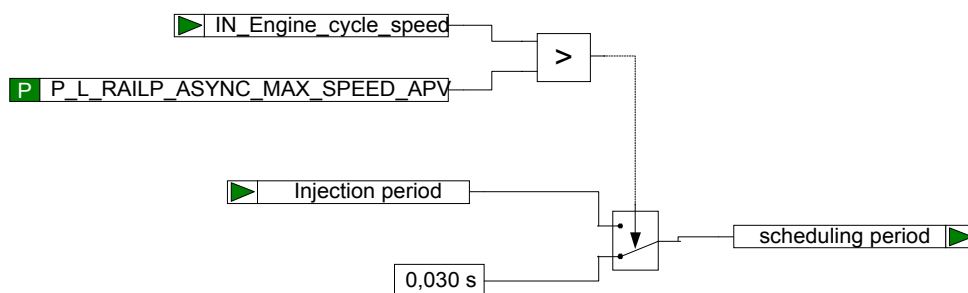 IN_Engine_cycle_speed
>
P P_L_RAILP_ASYNC_MAX_SPEED_APV
Injection period
scheduling period
0,030 s